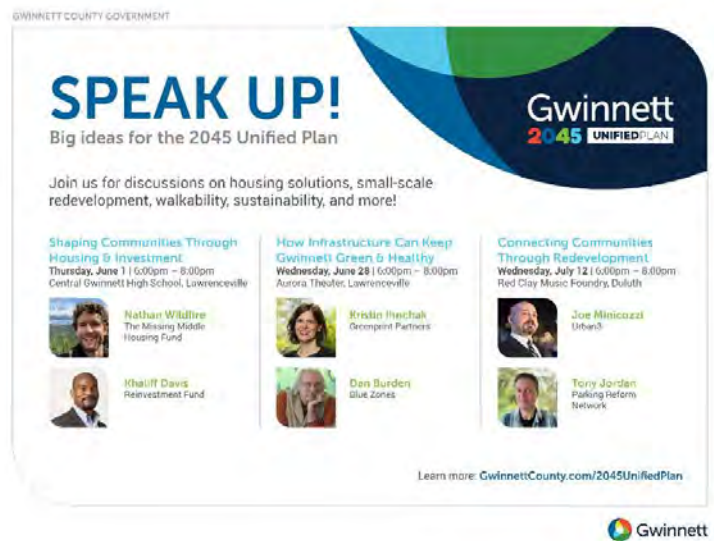 GWINNETT COUNTY GOVERNMENT
SPEAK UP!
Big ideas for the 2045 Unified Plan
Gwinnett
2045 UNIFIEDPLAN
Join us for discussions on housing solutions, small-scale
redevelopment, walkability, sustainability, and more!
Shaping Communities Through
Housing & Investment
Thursday, June 1 | 6:00pm – 8:00pm
Central Gwinnett High School, Lawrenceville
Nathan Wildfire
The Missing Middle
Housing Fund
Khaliff Davis
Reinvestment Fund
How Infrastructure Can Keep
Gwinnett Green & Healthy
Wednesday, June 28 | 6:00pm – 8:00pm
Aurora Theater, Lawrenceville
Kristin
Greenprint Partners
Dan Burden
Blue Zones
Connecting Communities
Through Redevelopment
Wednesday, July 12 | 6:00pm – 8:00pm
Red Clay Music Foundry, Duluth
Joe Minicozzi
Urban3
Tony Jordan
Parking Reform
Network
Learn more: GwinnettCounty.com/2045UnifiedPlan
Gwinnett